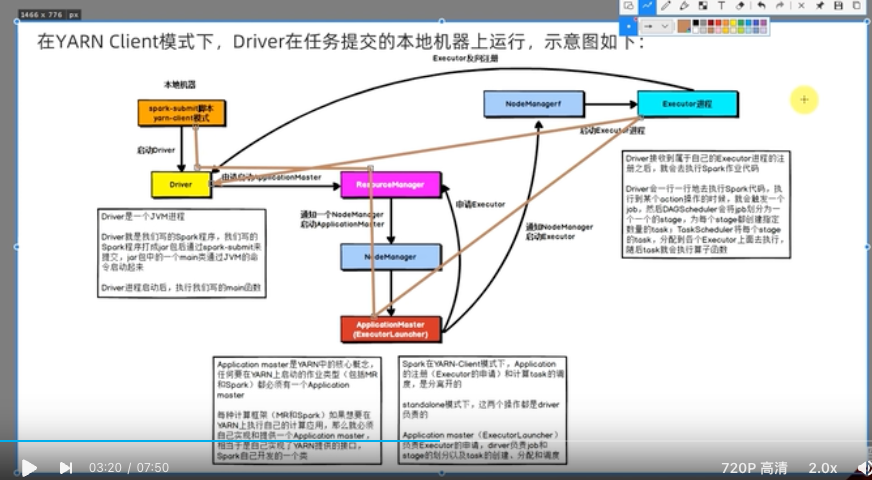 1466 x 776 px
在YARN Client模式下，Driver在任务提交的本地机器上运行，示意图如下：
Executor反向注册
本地机器
spark-submit脚本
yarn-client模式
NodeManagerf
Executor进程
启动Executor进程
启动Driver
Driver
申请启动ApplicationMaster
ResourceManager
通知一个NodeManager
启动ApplicationMaster
申请Executor
通知NodeManager
启动Executor
NodeManager
ApplicationMaster
(ExecutorLauncher)
Driver是一个JVM进程
Driver就是我们写的Spark程序，我们写的
Spark程序打成jar包后通过spark-submit来
提交，jar包中的一个main类通过JVM的命
令启动起来
Driver进程启动后，执行我们写的main函数
Driver接收到属于自己的Executor进程的注
册之后，就会去执行Spark作业代码
Driver会一行一行地去执行Spark代码，执
行到某个action操作的时候，就会触发一个
job，然后DAGScheduler会将job划分为一
个一个的stage，为每个stage都创建指定
数量的task；TaskScheduler将每个stage
的task，分配到各个Executor上面去执行，
随后task就会执行算子函数
Application master是YARN中的核心概念，
任何要在YARN上启动的作业类型（包括MR
和Spark）都必须有一个Application
master
每种计算框架（MR和Spark）如果想要在
YARN上执行自己的计算应用，那么就必须
自己实现和提供一个Application master，
相当于是自己实现了YARN提供的接口，
Spark自己开发的一个类
Spark在YARN-Client模式下，Application
的注册（Executor的申请）和计算task的调
度，是分离开的
standalone模式下，这两个操作都是driver
负责的
Application master（ExecutorLauncher）
负责Executor的申请，dirver负责job和
stage的划分以及task的创建、分配和调度
03:20 / 07:50
720P 高清
2.0x